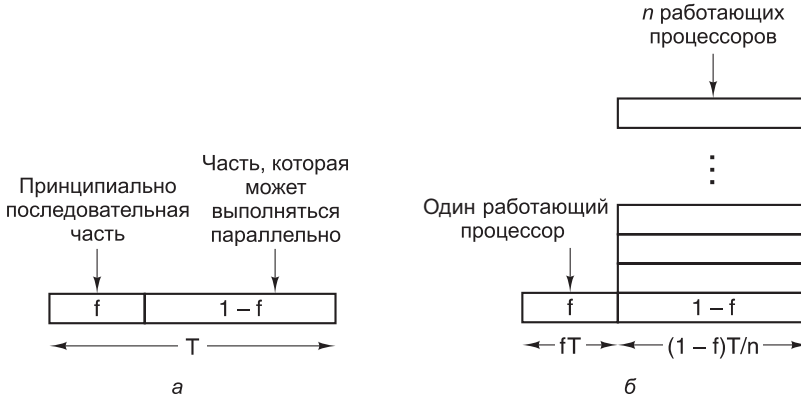 n работающих
процессоров
Часть, которая
может
выполняться
параллельно
Принципиально
последовательная
часть
Один работающий
процессор
f
1 – f
T
а
f
1 – f
fT
(1 – f)T/n
б